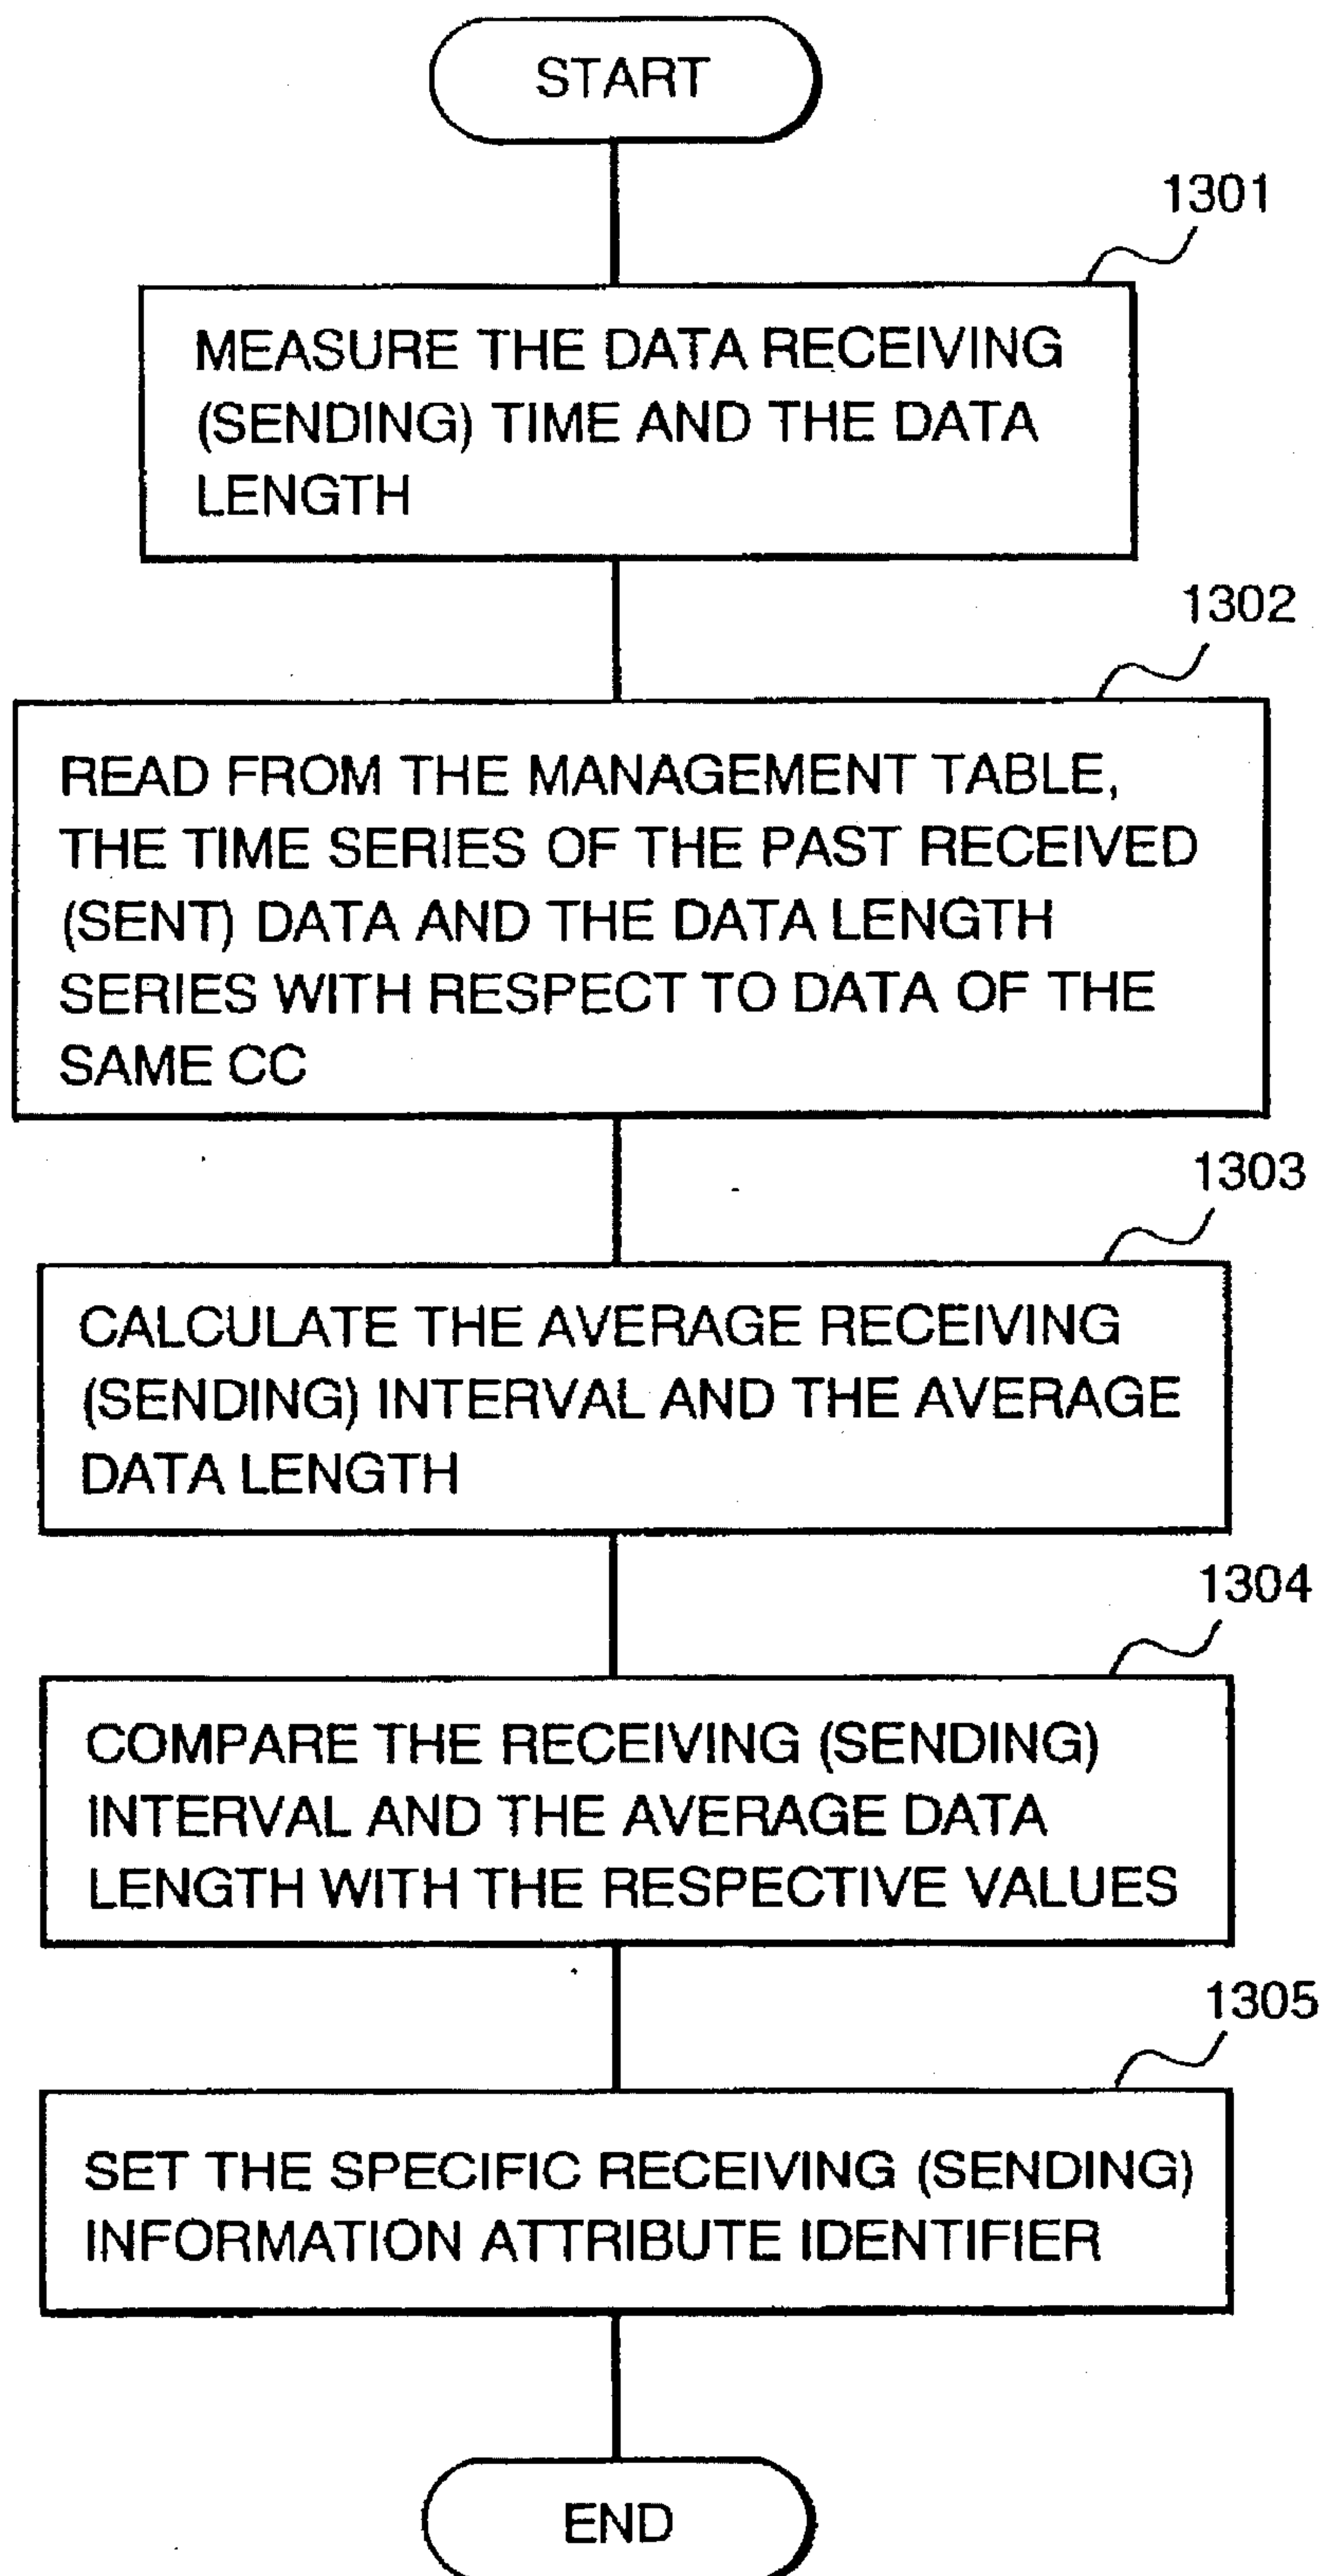 START
1301
MEASURE THE DATA RECEIVING
(SENDING) TIME AND THE DATA
LENGTH
1302
READ FROM THE MANAGEMENT TABLE,
THE TIME SERIES OF THE PAST RECEIVED
(SENT) DATA AND THE DATA LENGTH
SERIES WITH RESPECT TO DATA OF THE
SAME CC
1303
CALCULATE THE AVERAGE RECEIVING
(SENDING) INTERVAL AND THE AVERAGE
DATA LENGTH
1304
COMPARE THE RECEIVING (SENDING)
INTERVAL AND THE AVERAGE DATA
LENGTH WITH THE RESPECTIVE VALUES
1305
SET THE SPECIFIC RECEIVING (SENDING)
INFORMATION ATTRIBUTE IDENTIFIER
END